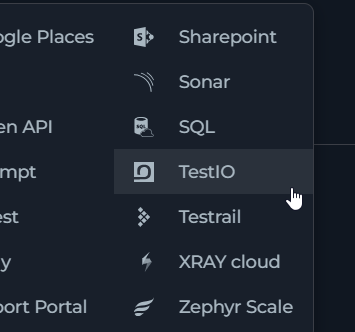 ogle Places
Sharepoint
Sonar
en API
SQL
mpt
TestIO
est
Testrail
y
XRAY cloud
port Portal
Zephyr Scale